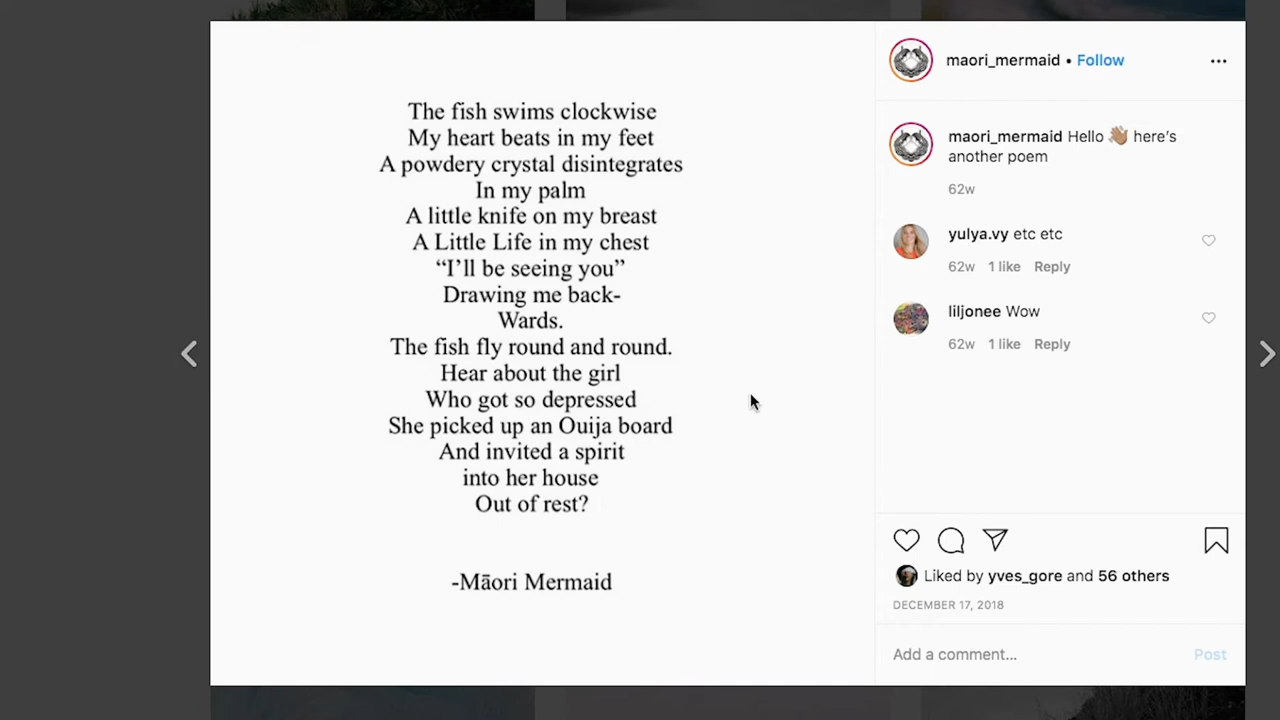 The fish swims clockwise
My heart beats in my feet
A powdery crystal disintegrates
In my palm
A little knife on my breast
A Little Life in my chest
“I’ll be seeing you”
Drawing me back-
Wards.
The fish fly round and round.
Hear about the girl
Who got so depressed
She picked up an Ouija board
And invited a spirit
into her house
Out of rest?
-Māori Mermaid
maori_mermaid • Follow
maori_mermaid Hello 👋🏽 here’s
another poem
62w
yulya.vy etc etc
62w 1 like Reply
liljonee Wow
62w 1 like Reply
Liked by yves_gore and 56 others
DECEMBER 17, 2018
Add a comment...
Post